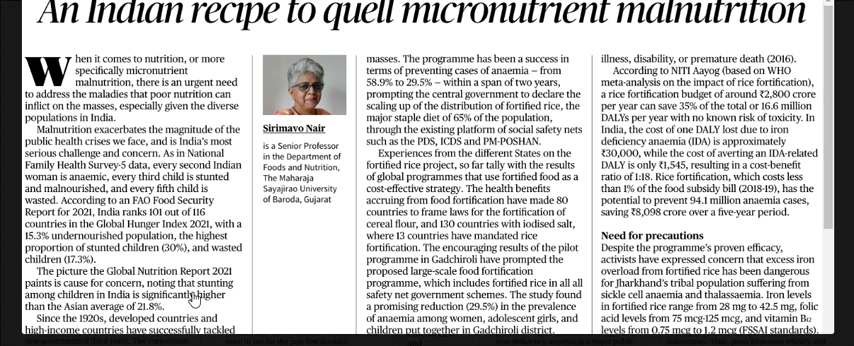 An Indian recipe to quell micronutrient malnutrition
When it comes to nutrition, or more
specifically micronutrient
malnutrition, there is an urgent need
to address the maladies that poor nutrition can
inflict on the masses, especially given the diverse
populations in India.
Malnutrition exacerbates the magnitude of the
public health crises we face, and is India's most
serious challenge and concern. As in National
Family Health Survey-5 data, every second Indian
woman is anaemic, every third child is stunted
and malnourished, and every fifth child is
wasted. According to an FAO Food Security
Report for 2021, India ranks 101 out of 116
countries in the Global Hunger Index 2021, with a
15.3% undernourished population, the highest
proportion of stunted children (30%), and wasted
children (17.3%).
The picture the Global Nutrition Report 2021
paints is cause for concern, noting that stunting
among children in India is significantly higher
than the Asian average of 21.8%.
Since the 1920s, developed countries and
high-income countries have successfully tackled
Sirimavo Nair
is a Senior Professor
in the Department of
Foods and Nutrition,
The Maharaja
Sayajirao University
of Baroda, Gujarat
masses. The programme has been a success in
terms of preventing cases of anaemia — from
58.9% to 29.5% — within a span of two years,
prompting the central government to declare the
scaling up of the distribution of fortified rice, the
major staple diet of 65% of the population,
through the existing platform of social safety nets
such as the PDS, ICDS and PM-POSHAN.
Experiences from the different States on the
fortified rice project, so far tally with the results
of global programmes that use fortified food as a
cost-effective strategy. The health benefits
accruing from food fortification have made 80
countries to frame laws for the fortification of
cereal flour, and 130 countries with iodised salt,
where 13 countries have mandated rice
fortification. The encouraging results of the pilot
programme in Gadchiroli have prompted the
proposed large-scale food fortification
programme, which includes fortified rice in all all
safety net government schemes. The study found
a promising reduction (29.5%) in the prevalence
of anaemia among women, adolescent girls, and
children put together in Gadchiroli district.
illness, disability, or premature death (2016).
According to NITI Aayog (based on WHO
meta-analysis on the impact of rice fortification),
a rice fortification budget of around ₹2,800 crore
per year can save 35% of the total or 16.6 million
DALYs per year with no known risk of toxicity. In
India, the cost of one DALY lost due to iron
deficiency anaemia (IDA) is approximately
₹30,000, while the cost of averting an IDA-related
DALY is only ₹1,545, resulting in a cost-benefit
ratio of 1:18. Rice fortification, which costs less
than 1% of the food subsidy bill (2018-19), has the
potential to prevent 94.1 million anaemia cases,
saving ₹8,098 crore over a five-year period.
Need for precautions
Despite the programme's proven efficacy,
activists have expressed concern that excess iron
overload from fortified rice has been dangerous
for Jharkhand's tribal population suffering from
sickle cell anaemia and thalassaemia. Iron levels
in fortified rice range from 28 mg to 42.5 mg, folic
acid levels from 75 mcg-125 mcg, and vitamin B12
levels from 0.75 mcg to 1.2 mcg (FSSAI standards).